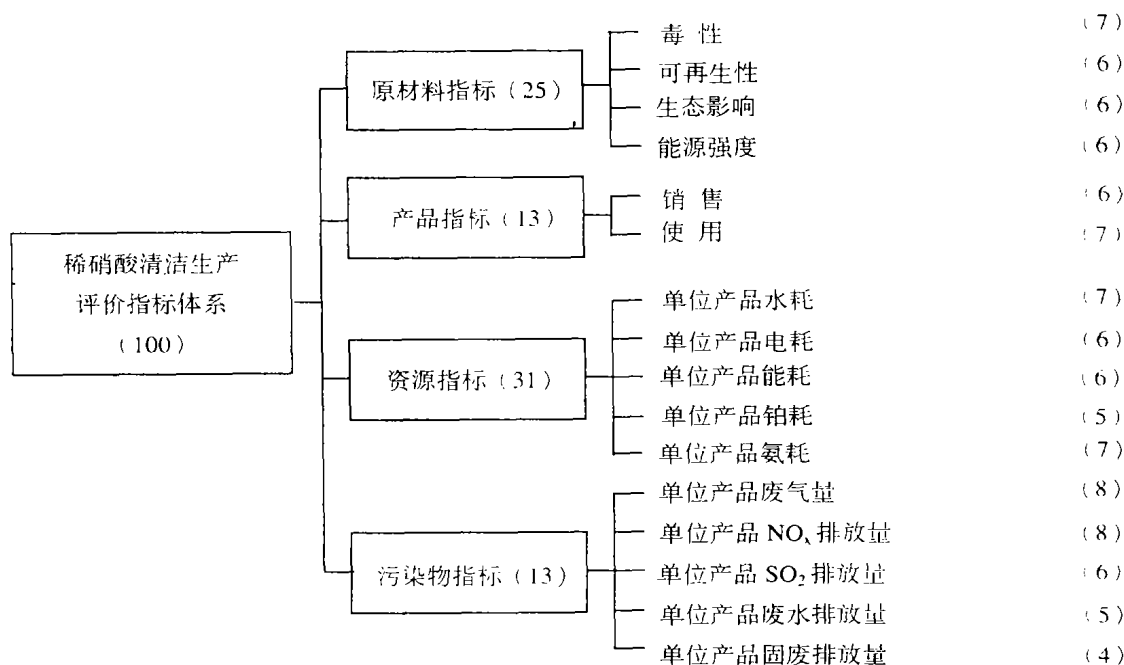 毒 性 (7)
原材料指标(25)
可再生性 (6)
生态影响 (6)
能源强度 (6)
产品指标(13)
销 售 (6)
使 用 (7)
稀硝酸清洁生产
评价指标体系
(100)
资源指标(31)
单位产品水耗 (7)
单位产品电耗 (6)
单位产品能耗 (6)
单位产品铂耗 (5)
单位产品氨耗 (7)
污染物指标(13)
单位产品废气量 (8)
单位产品 NOx 排放量 (8)
单位产品 SO₂ 排放量 (6)
单位产品废水排放量 (5)
单位产品固废排放量 (4)